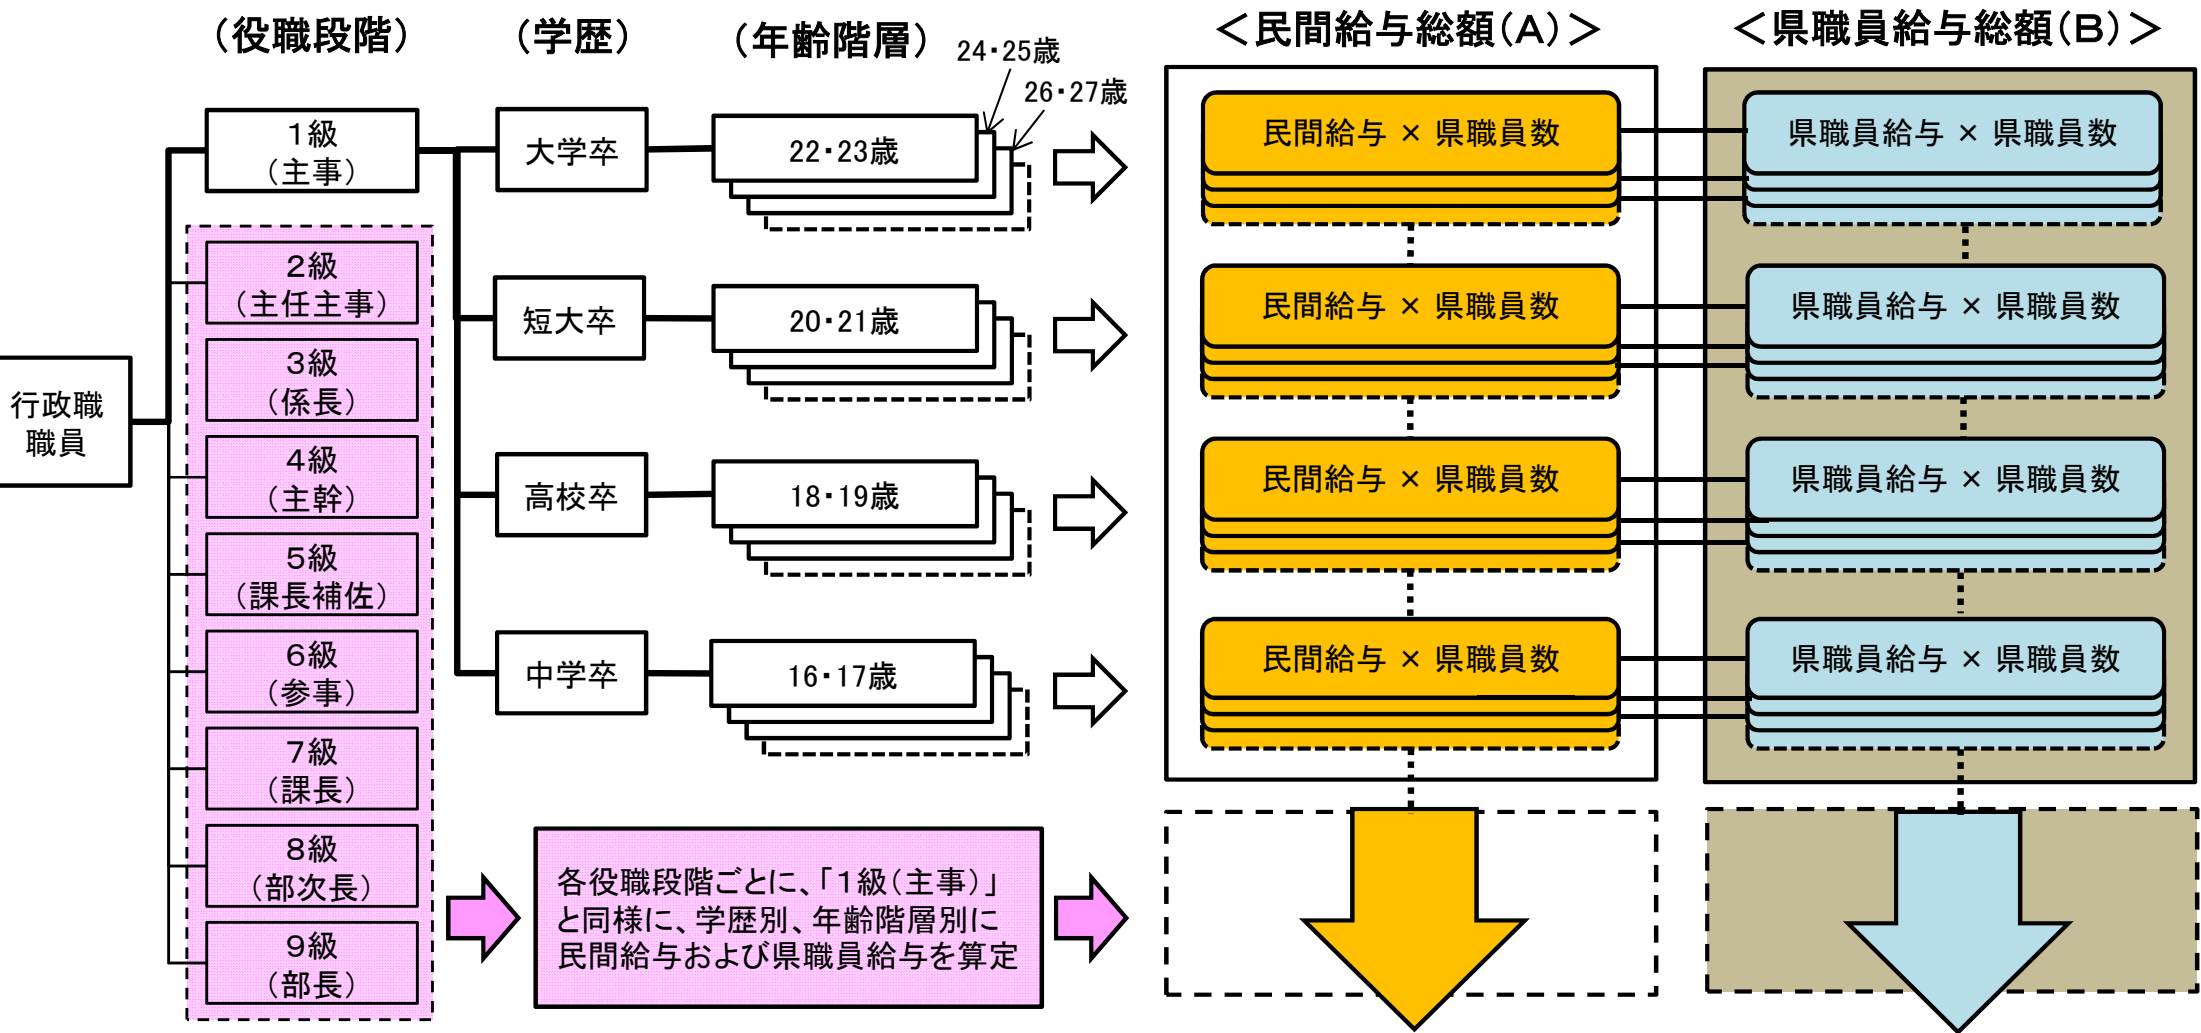 （役職段階）
（学歴）
（年齢階層）
24・25歳
26・27歳
＜民間給与総額（A）＞
＜県職員給与総額（B）＞
行政職
職員
１級
（主事）
２級
（主任主事）
３級
（係長）
４級
（主幹）
５級
（課長補佐）
６級
（参事）
７級
（課長）
８級
（部次長）
９級
（部長）
大学卒
22・23歳
民間給与 × 県職員数
県職員給与 × 県職員数
短大卒
20・21歳
民間給与 × 県職員数
県職員給与 × 県職員数
高校卒
18・19歳
民間給与 × 県職員数
県職員給与 × 県職員数
中学卒
16・17歳
民間給与 × 県職員数
県職員給与 × 県職員数
各役職段階ごとに、「１級（主事）」
と同様に、学歴別、年齢階層別に
民間給与および県職員給与を算定